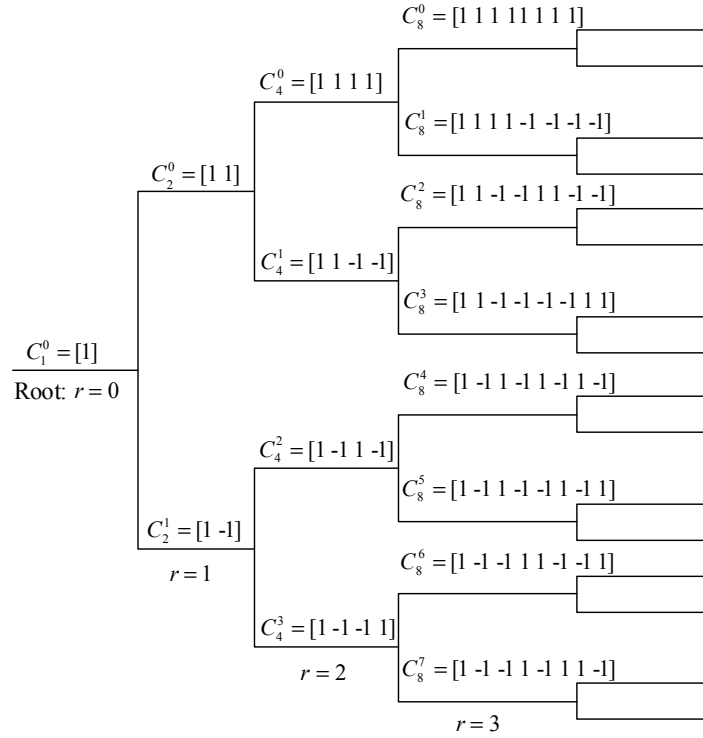 C_8^0 = [1 1 1 11 1 1 1]
C_4^0 = [1 1 1 1]
C_8^1 = [1 1 1 1 -1 -1 -1 -1]
C_2^0 = [1 1]
C_8^2 = [1 1 -1 -1 1 1 -1 -1]
C_4^1 = [1 1 -1 -1]
C_8^3 = [1 1 -1 -1 -1 -1 1 1]
C_1^0 = [1]
Root: r = 0
C_8^4 = [1 -1 1 -1 1 -1 1 -1]
C_4^2 = [1 -1 1 -1]
C_8^5 = [1 -1 1 -1 -1 1 -1 1]
C_2^1 = [1 -1]
r = 1
C_8^6 = [1 -1 -1 1 1 -1 -1 1]
C_4^3 = [1 -1 -1 1]
r = 2
C_8^7 = [1 -1 -1 1 -1 1 1 -1]
r = 3